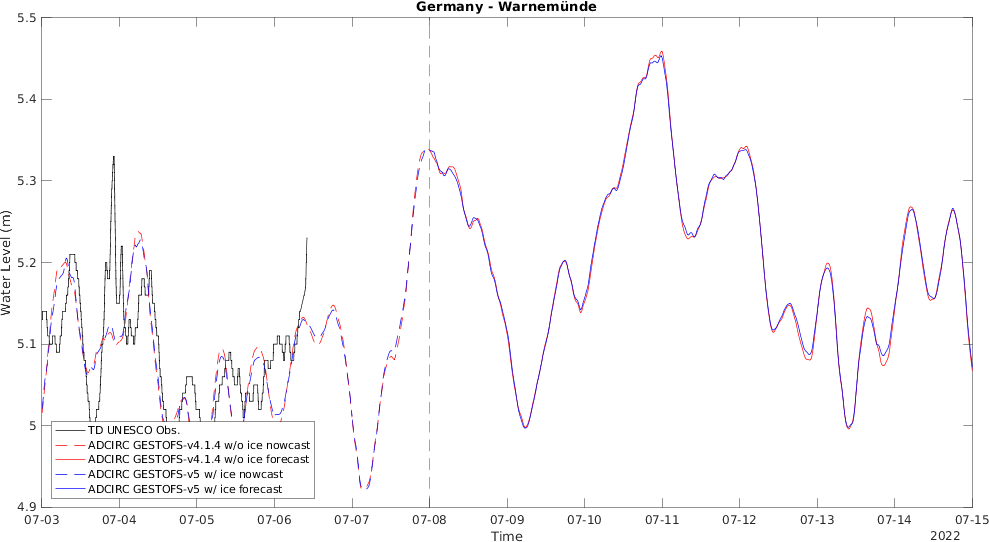 Germany - Warnemünde
5.5
5.4
5.3
5.2
5.1
5
4.9
Water Level (m)
TD UNESCO Obs.
ADCIRC GESTOFS-v4.1.4 w/o ice nowcast
ADCIRC GESTOFS-v4.1.4 w/o ice forecast
ADCIRC GESTOFS-v5 w/ ice nowcast
ADCIRC GESTOFS-v5 w/ ice forecast
07-03 07-04 07-05 07-06 07-07 07-08 07-09 07-10 07-11 07-12 07-13 07-14 07-15
Time
2022